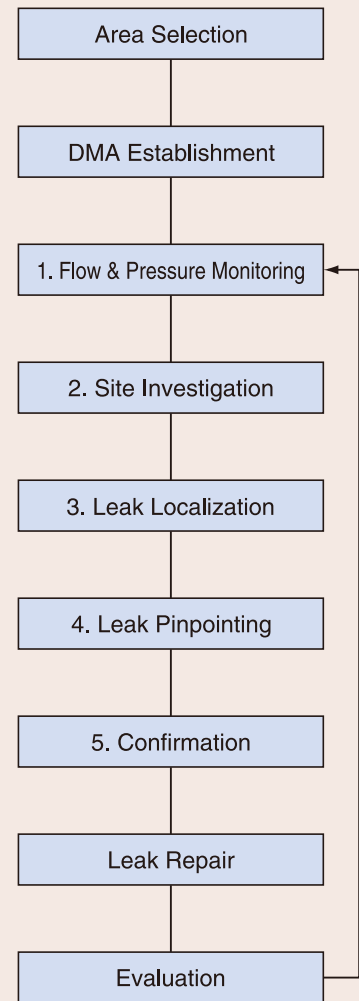 Area Selection
DMA Establishment
1. Flow & Pressure Monitoring
2. Site Investigation
3. Leak Localization
4. Leak Pinpointing
5. Confirmation
Leak Repair
Evaluation